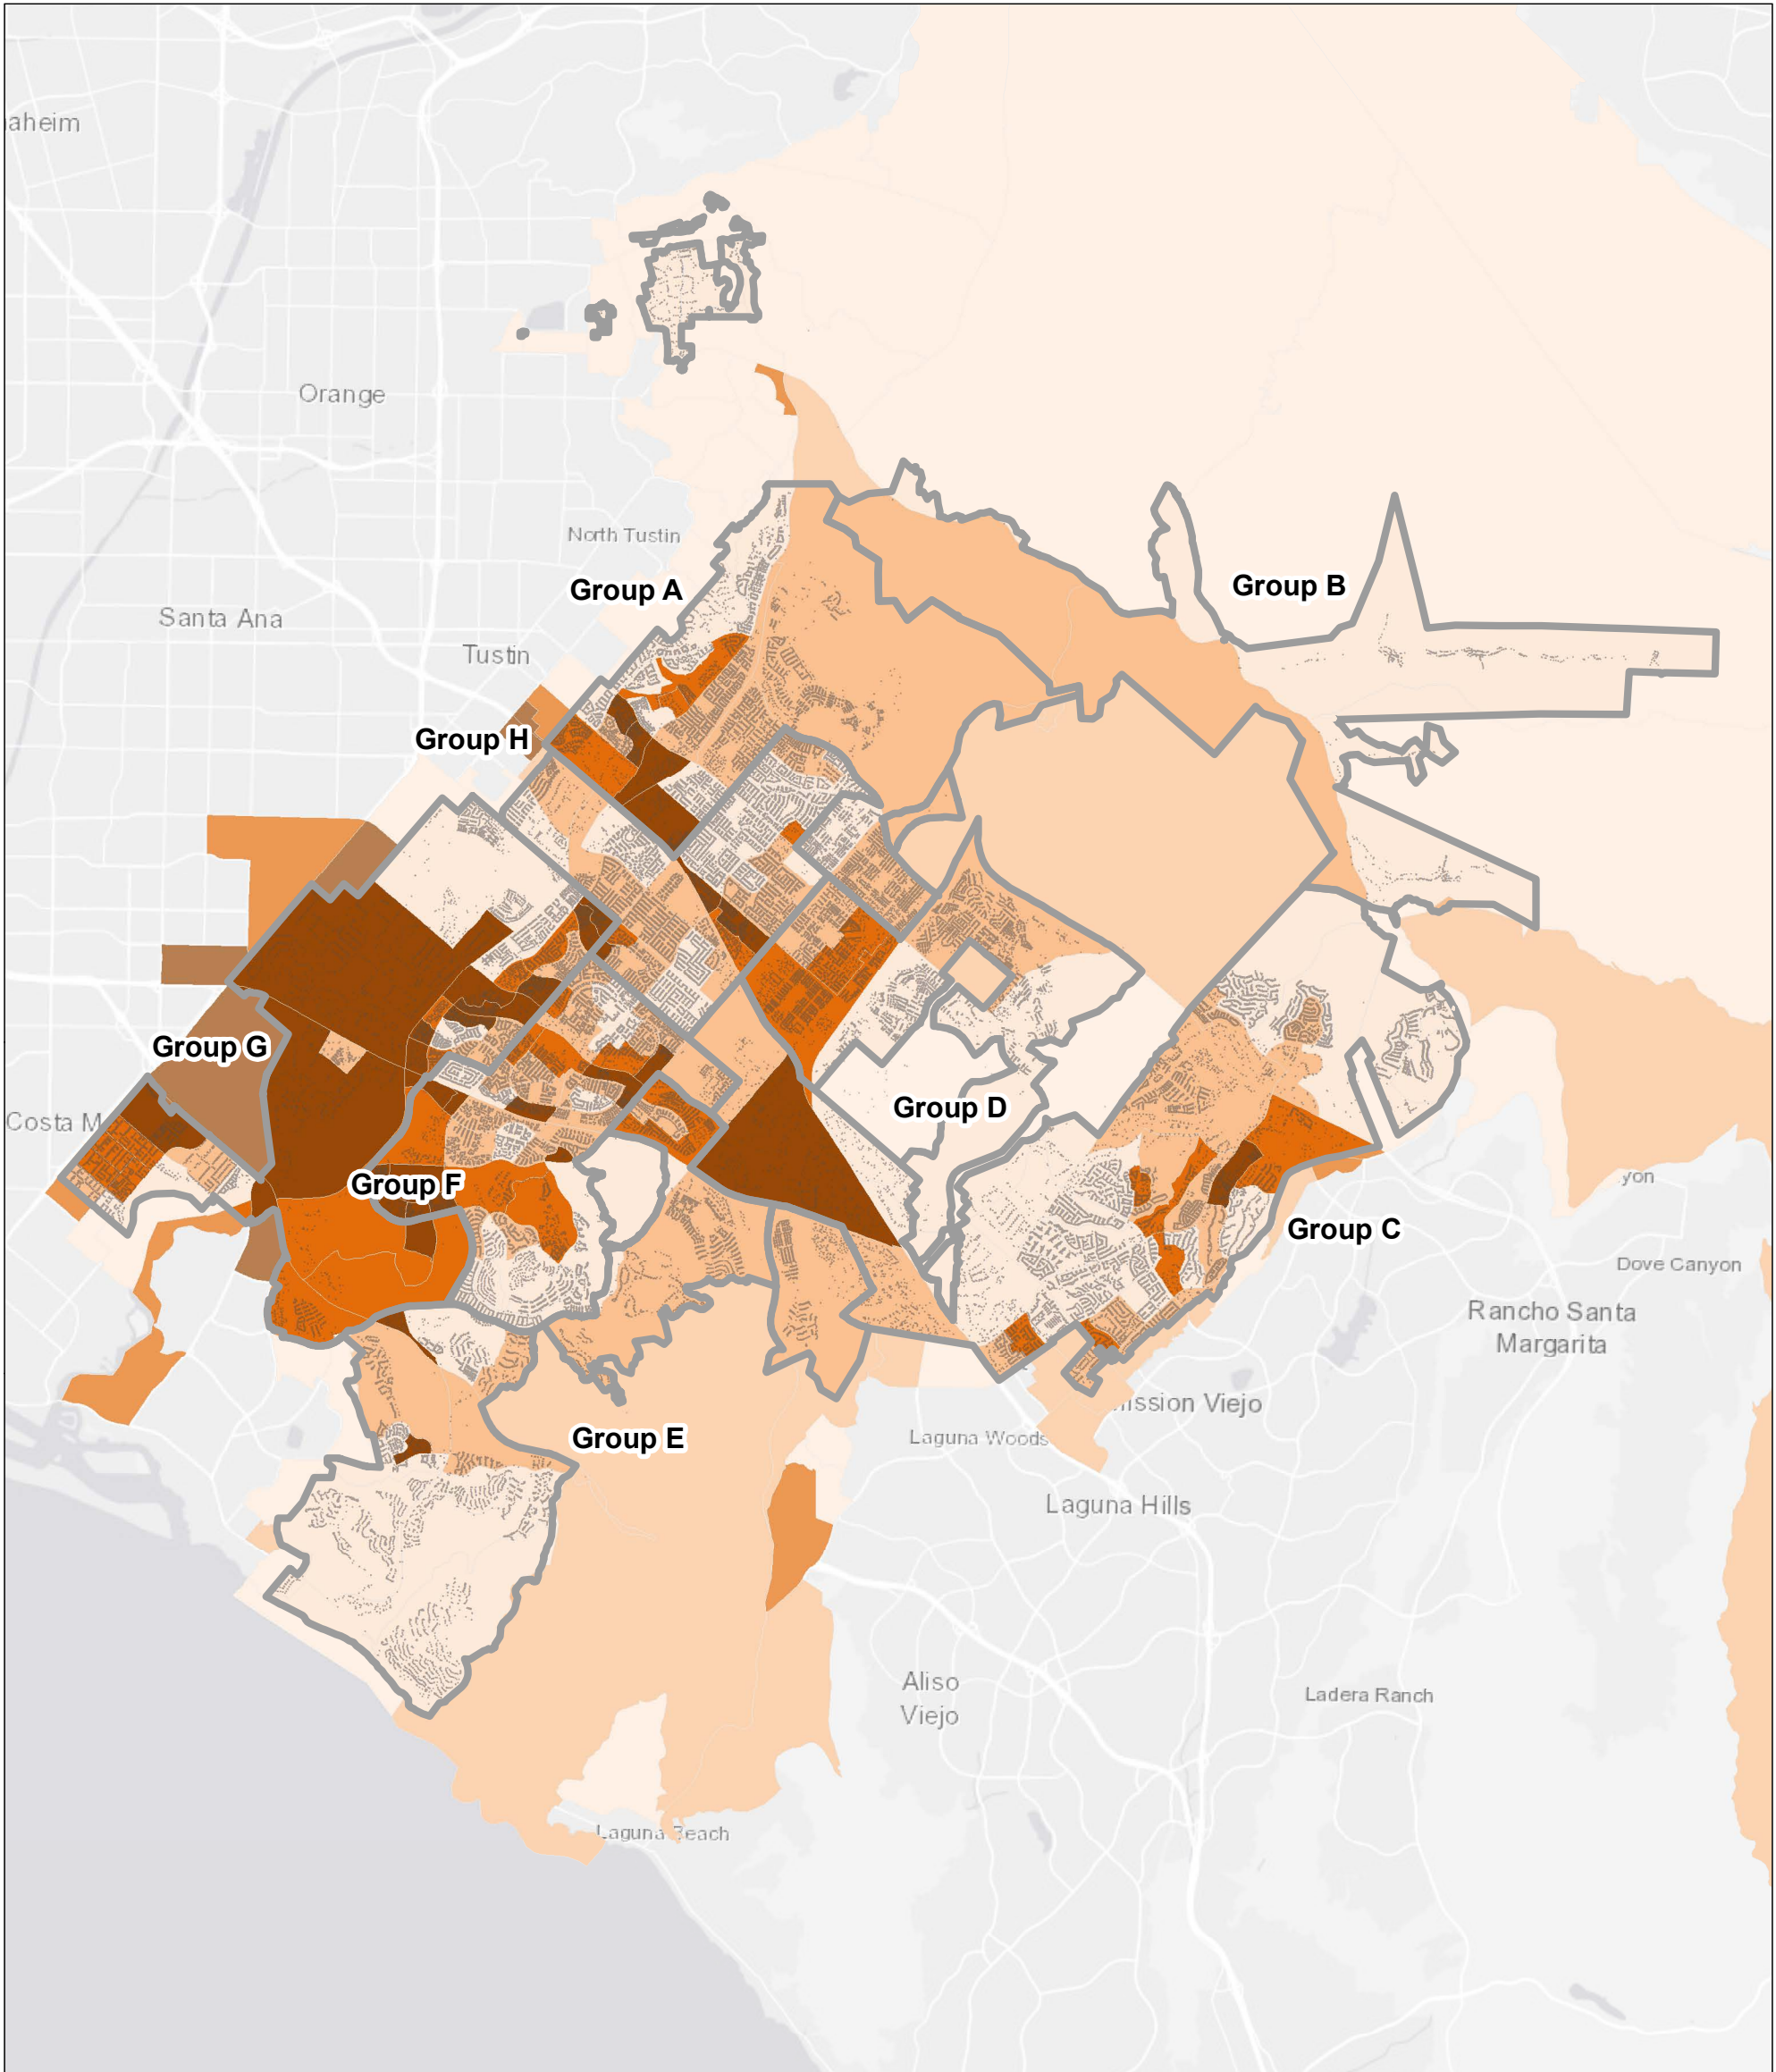 aheim
Orange
North Tustin
Group A
Group B
Santa Ana
Tustin
Group H
Group G
Costa M
Group D
Group F
yon
Group C
Dove Canyon
Rancho Santa
Margarita
ission Viejo
Group E
Laguna Woods
Laguna Hills
Aliso
Viejo
Ladera Ranch
Laguna Beach